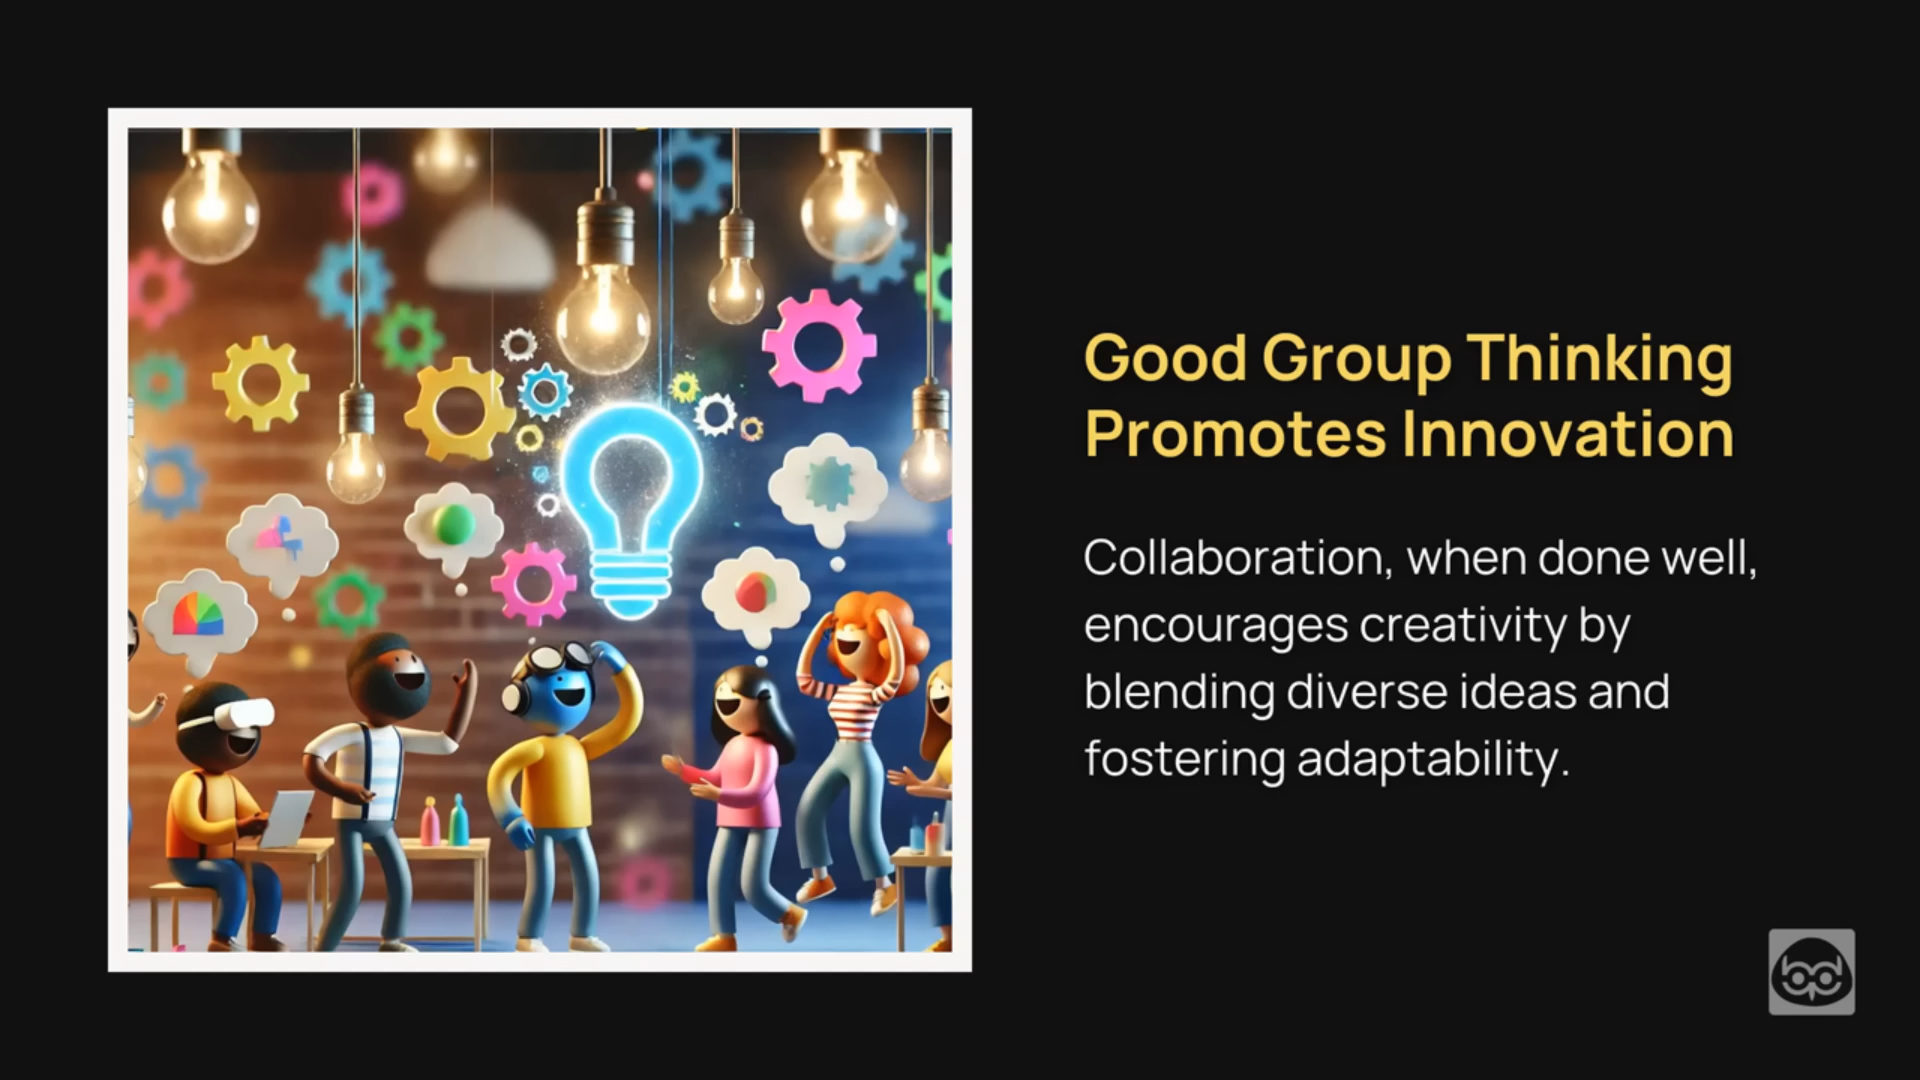 Good Group Thinking
Promotes Innovation
Collaboration, when done well,
encourages creativity by
blending diverse ideas and
fostering adaptability.